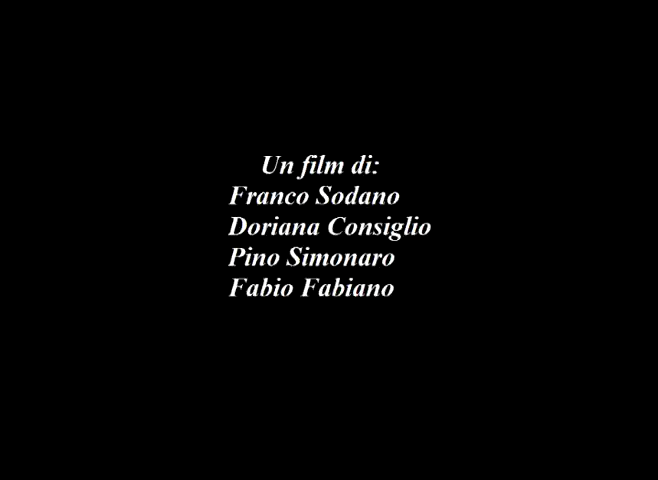 Un film di:
Franco Sodano
Doriana Consiglio
Pino Simonaro
Fabio Fabiano